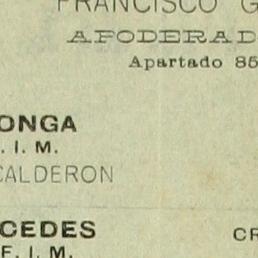 FRANCISCO G
APODERAD
Apartado 85
ONGA
. I. M.
CALDERON
CEDES
CR
F. I. M.